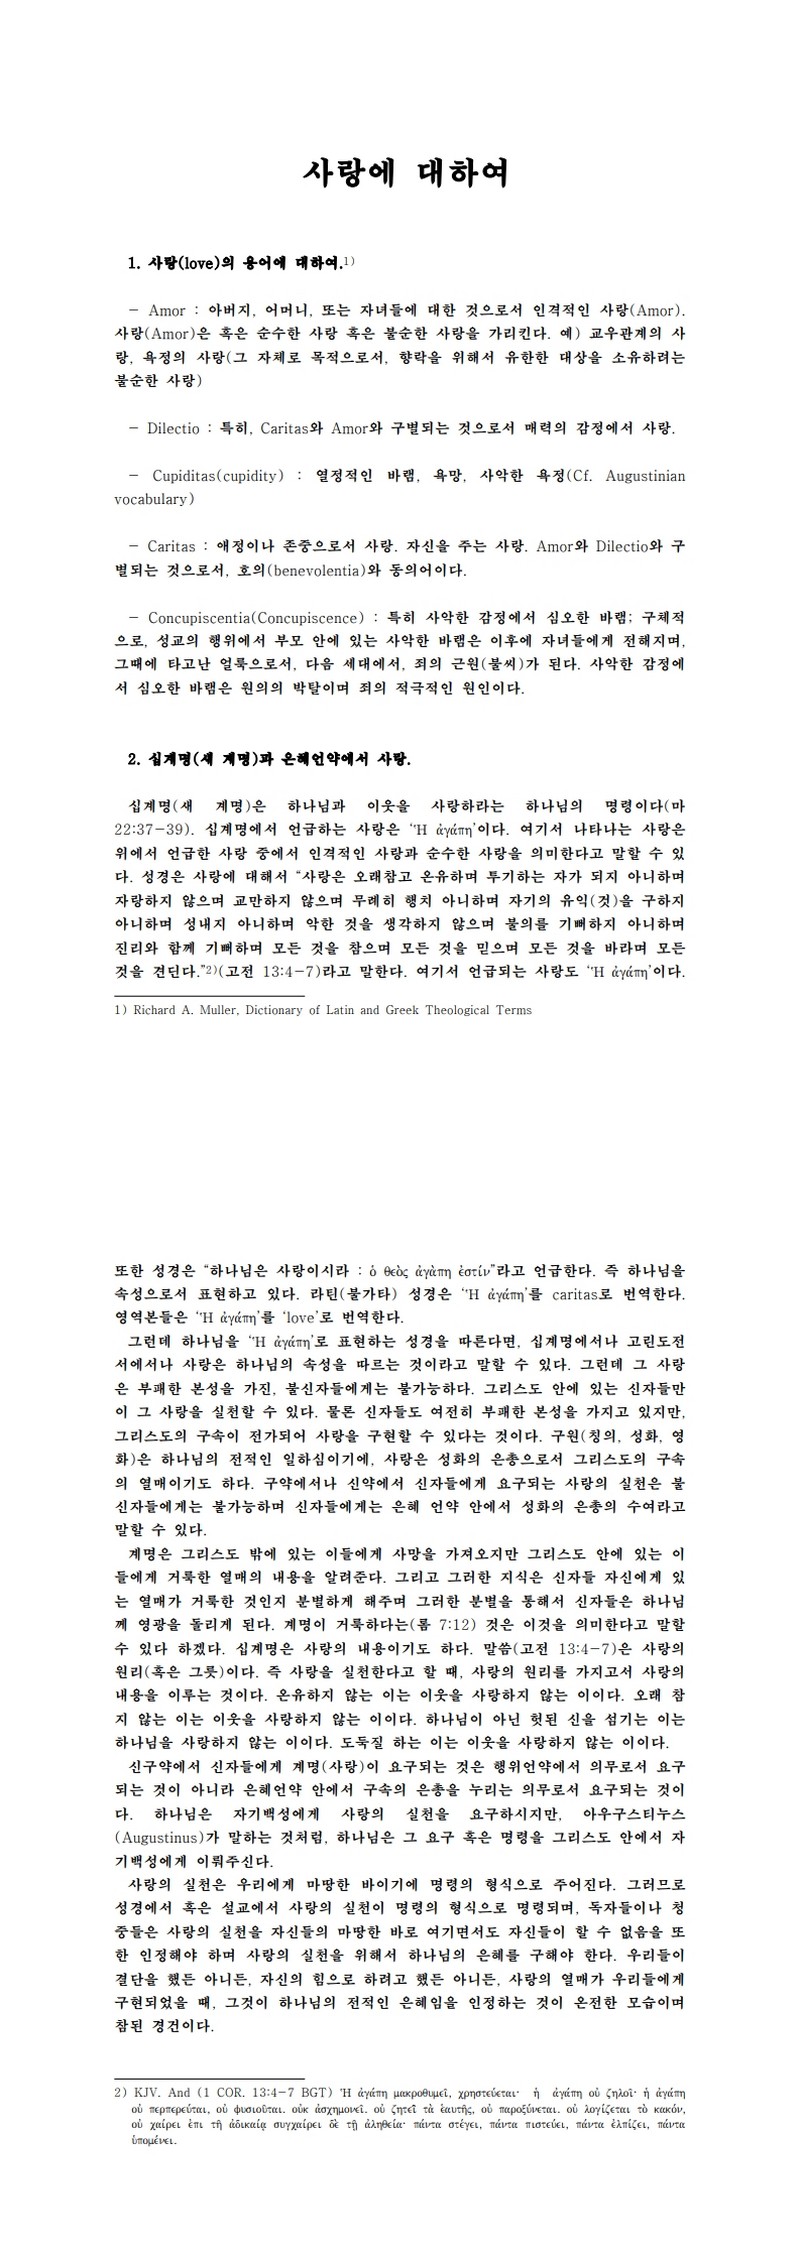 사랑에 대하여
1. 사랑(love)의 용어에 대하여.1)
- Amor : 아버지, 어머니, 또는 자녀들에 대한 것으로서 인격적인 사랑(Amor).
사랑(Amor)은 혹은 순수한 사랑 혹은 불순한 사랑을 가리킨다. 예) 교우관계의 사
랑, 욕정의 사랑(그 자체로 목적으로서, 향락을 위해서 유한한 대상을 소유하려는
불순한 사랑)
- Dilectio : 특히, Caritas와 Amor와 구별되는 것으로서 매력의 감정에서 사랑.
- Cupiditas(cupidity) : 열정적인 바램, 욕망, 사악한 욕정(Cf. Augustinian
vocabulary)
- Caritas : 애정이나 존중으로서 사랑. 자신을 주는 사랑. Amor와 Dilectio와 구
별되는 것으로서, 호의(benevolentia)와 동의어이다.
- Concupiscentia(Concupiscence) : 특히 사악한 감정에서 심오한 바램; 구체적
으로, 성교의 행위에서 부모 안에 있는 사악한 바램은 이후에 자녀들에게 전해지며,
그때에 타고난 얼룩으로서, 다음 세대에서, 죄의 근원(불씨)가 된다. 사악한 감정에
서 심오한 바램은 원의의 박탈이며 죄의 적극적인 원인이다.
2. 십계명(새 계명)과 은혜언약에서 사랑.
십계명(새 계명)은 하나님과 이웃을 사랑하라는 하나님의 명령이다(마
22:37-39). 십계명에서 언급하는 사랑은 ‘Ἡ ἀγάπη’이다. 여기서 나타나는 사랑은
위에서 언급한 사랑 중에서 인격적인 사랑과 순수한 사랑을 의미한다고 말할 수 있
다. 성경은 사랑에 대해서 “사랑은 오래참고 온유하며 투기하는 자가 되지 아니하며
자랑하지 않으며 교만하지 않으며 무례히 행치 아니하며 자기의 유익(것)을 구하지
아니하며 성내지 아니하며 악한 것을 생각하지 않으며 불의를 기뻐하지 아니하며
진리와 함께 기뻐하며 모든 것을 참으며 모든 것을 믿으며 모든 것을 바라며 모든
것을 견딘다.”2)(고전 13:4-7)라고 말한다. 여기서 언급되는 사랑도 ‘Ἡ ἀγάπη’이다.
1) Richard A. Muller, Dictionary of Latin and Greek Theological Terms
또한 성경은 “하나님은 사랑이시라 : ὁ θεὸς ἀγὰπη ἐστίν”라고 언급한다. 즉 하나님을
속성으로서 표현하고 있다. 라틴(불가타) 성경은 ‘Ἡ ἀγάπη’를 caritas로 번역한다.
영역본들은 ‘Ἡ ἀγάπη’를 ‘love’로 번역한다.
그런데 하나님을 ‘Ἡ ἀγάπη’로 표현하는 성경을 따른다면, 십계명에서나 고린도전
서에서나 사랑은 하나님의 속성을 따르는 것이라고 말할 수 있다. 그런데 그 사랑
은 부패한 본성을 가진, 불신자들에게는 불가능하다. 그리스도 안에 있는 신자들만
이 그 사랑을 실천할 수 있다. 물론 신자들도 여전히 부패한 본성을 가지고 있지만,
그리스도의 구속이 전가되어 사랑을 구현할 수 있다는 것이다. 구원(칭의, 성화, 영
화)은 하나님의 전적인 일하심이기에, 사랑은 성화의 은총으로서 그리스도의 구속
의 열매이기도 하다. 구약에서나 신약에서 신자들에게 요구되는 사랑의 실천은 불
신자들에게는 불가능하며 신자들에게는 은혜 언약 안에서 성화의 은총의 수여라고
말할 수 있다.
계명은 그리스도 밖에 있는 이들에게 사망을 가져오지만 그리스도 안에 있는 이
들에게 거룩한 열매의 내용을 알려준다. 그리고 그러한 지식은 신자들 자신에게 있
는 열매가 거룩한 것인지 분별하게 해주며 그러한 분별을 통해서 신자들은 하나님
께 영광을 돌리게 된다. 계명이 거룩하다는(롬 7:12) 것은 이것을 의미한다고 말할
수 있다 하겠다. 십계명은 사랑의 내용이기도 하다. 말씀(고전 13:4-7)은 사랑의
원리(혹은 그릇)이다. 즉 사랑을 실천한다고 할 때, 사랑의 원리를 가지고서 사랑의
내용을 이루는 것이다. 온유하지 않는 이는 이웃을 사랑하지 않는 이이다. 오래 참
지 않는 이는 이웃을 사랑하지 않는 이이다. 하나님이 아닌 헛된 신을 섬기는 이는
하나님을 사랑하지 않는 이이다. 도둑질 하는 이는 이웃을 사랑하지 않는 이이다.
신구약에서 신자들에게 계명(사랑)이 요구되는 것은 행위언약에서 의무로서 요구
되는 것이 아니라 은혜언약 안에서 구속의 은총을 누리는 의무로서 요구되는 것이
다. 하나님은 자기백성에게 사랑의 실천을 요구하시지만, 아우구스티누스
(Augustinus)가 말하는 것처럼, 하나님은 그 요구 혹은 명령을 그리스도 안에서 자
기백성에게 이뤄주신다.
사랑의 실천은 우리에게 마땅한 바이기에 명령의 형식으로 주어진다. 그러므로
성경에서 혹은 설교에서 사랑의 실천이 명령의 형식으로 명령되며, 독자들이나 청
중들은 사랑의 실천을 자신들의 마땅한 바로 여기면서도 자신들이 할 수 없음을 또
한 인정해야 하며 사랑의 실천을 위해서 하나님의 은혜를 구해야 한다. 우리들이
결단을 했든 아니든, 자신의 힘으로 하려고 했든 아니든, 사랑의 열매가 우리들에게
구현되었을 때, 그것이 하나님의 전적인 은혜임을 인정하는 것이 온전한 모습이며
참된 경건이다.
2) KJV. And (1 COR. 13:4-7 BGT) Ἡ ἀγάπη μακροθυμεῖ, χρηστεύεται· ἡ ἀγάπη οὐ ζηλοῖ· ἡ ἀγάπη
οὐ περπερεύται, οὐ φυσιοῦται. οὐκ ἀσχημονεῖ. οὐ ζητεῖ τὰ ἑαυτῆς, οὐ παροξύνεται. οὐ λογίζεται τὸ κακόν,
οὐ χαίρει ἐπι τῆ ἀδικαίᾳ συγχαίρει δὲ τῇ ἀληθεία· πάντα στέγει, πάντα πιστεύει, πάντα ἐλπίζει, πάντα
ὑπομένει.